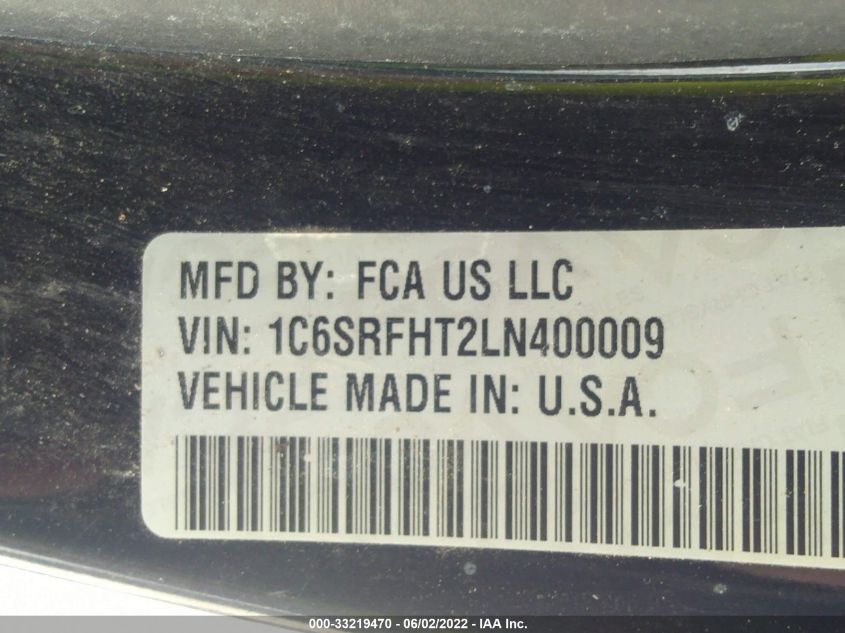 MFD BY: FCA US LLC
VIN: 1C6SRFHT2LN400009
VEHICLE MADE IN: U.S.A.
000-33219470 - 06/02/2022 - IAA Inc.